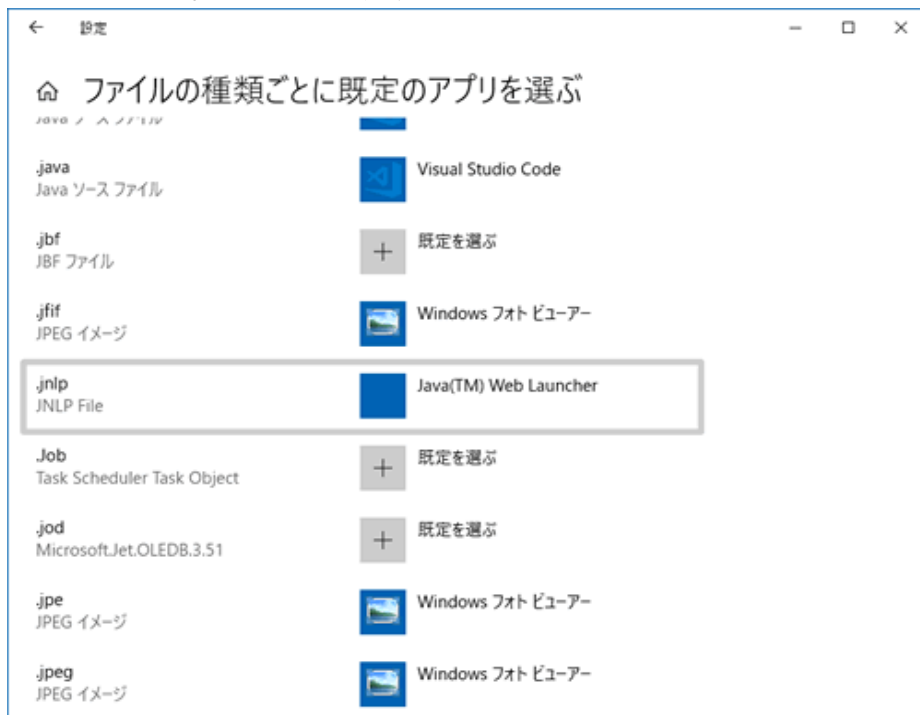 設定
ファイルの種類ごとに既定のアプリを選ぶ
.java
Java ソース ファイル
Visual Studio Code
.jbf
JBF ファイル
既定を選ぶ
.jfif
JPEG イメージ
Windows フォト ビューアー
.jnlp
JNLP File
Java(TM) Web Launcher
.Job
Task Scheduler Task Object
既定を選ぶ
.jod
Microsoft.Jet.OLEDB.3.51
既定を選ぶ
.jpe
JPEG イメージ
Windows フォト ビューアー
.jpeg
JPEG イメージ
Windows フォト ビューアー